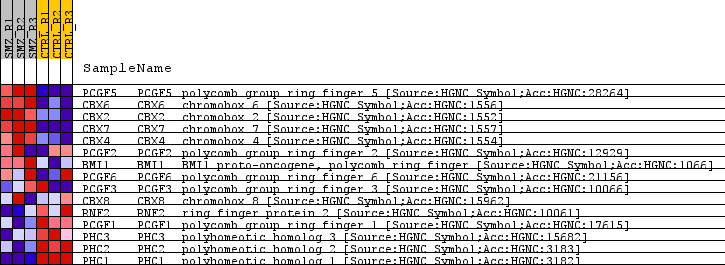 SMZ_R1
SMZ_R2
SMZ_R3
CTRL_R1
CTRL_R2
CTRL_R3
SampleName
PCGF5 PCGF5 polycomb group ring finger 5 [Source:HGNC Symbol;Acc:HGNC:28264]
CBX6 CBX6 chromobox 6 [Source:HGNC Symbol;Acc:HGNC:1556]
CBX2 CBX2 chromobox 2 [Source:HGNC Symbol;Acc:HGNC:1552]
CBX7 CBX7 chromobox 7 [Source:HGNC Symbol;Acc:HGNC:1557]
CBX4 CBX4 chromobox 4 [Source:HGNC Symbol;Acc:HGNC:1554]
PCGF2 PCGF2 polycomb group ring finger 2 [Source:HGNC Symbol;Acc:HGNC:12929]
BMI1 BMI1 BMI1 proto-oncogene, polycomb ring finger [Source:HGNC Symbol;Acc:HGNC:1066]
PCGF6 PCGF6 polycomb group ring finger 6 [Source:HGNC Symbol;Acc:HGNC:21156]
PCGF3 PCGF3 polycomb group ring finger 3 [Source:HGNC Symbol;Acc:HGNC:10066]
CBX8 CBX8 chromobox 8 [Source:HGNC Symbol;Acc:HGNC:15962]
RNF2 RNF2 ring finger protein 2 [Source:HGNC Symbol;Acc:HGNC:10061]
PCGF1 PCGF1 polycomb group ring finger 1 [Source:HGNC Symbol;Acc:HGNC:17615]
PHC3 PHC3 polyhomeotic homolog 3 [Source:HGNC Symbol;Acc:HGNC:15682]
PHC2 PHC2 polyhomeotic homolog 2 [Source:HGNC Symbol;Acc:HGNC:3183]
PHC1 PHC1 polyhomeotic homolog 1 [Source:HGNC Symbol;Acc:HGNC:3182]